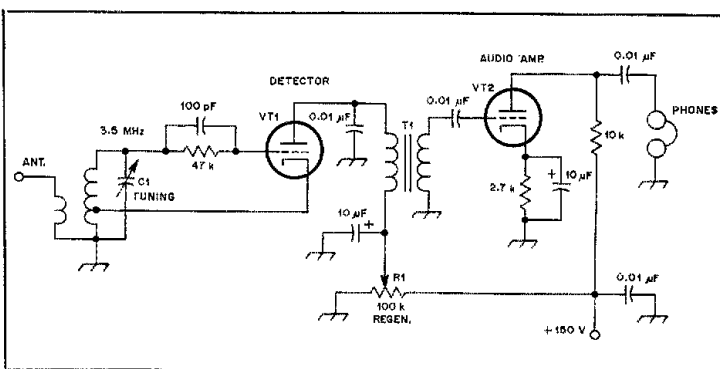 DETECTOR
AUDIO AMP.
ANT.
3.5 MHz
100 pF
47 k
C1
TUNING
VT1
0.01 µF
T1
0.01 µF
VT2
0.01 µF
PHONES
10 k
2.7 k
10 µF
10 µF
R1
100 k
REGEN.
0.01 µF
+150 V